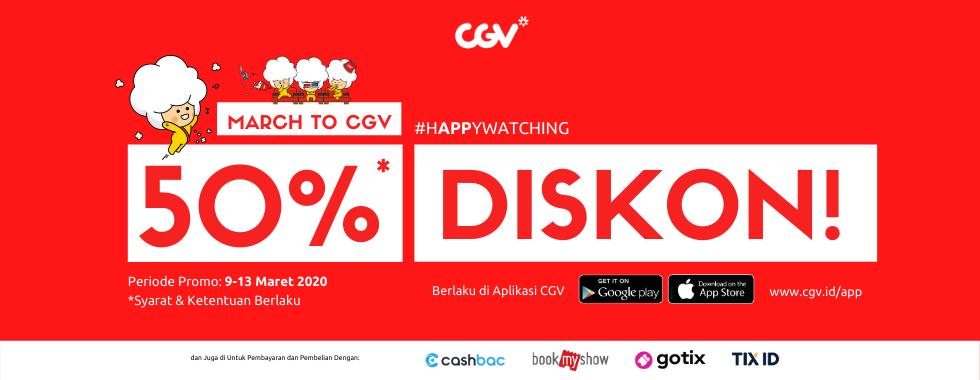 CGV*
MARCH TO CGV
#HAPPYWATCHING
50%*
DISKON!
Periode Promo: 9-13 Maret 2020
*Syarat & Ketentuan Berlaku
Berlaku di Aplikasi CGV
GET IT ON
Google play
Download on the
App Store
www.cgv.id/app
dan Juga di Untuk Pembayaran dan Pembelian Dengan:
cashbac
bookmyshow
gotix
TIX ID